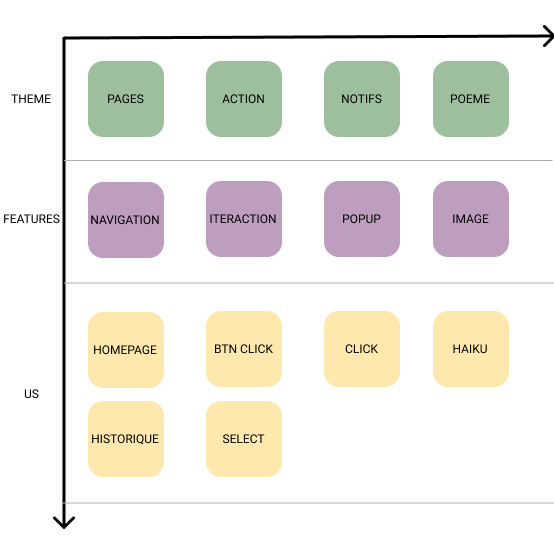 THEME
PAGES
ACTION
NOTIFS
POEME
FEATURES
NAVIGATION
ITERACTION
POPUP
IMAGE
US
HOMEPAGE
BTN CLICK
CLICK
HAIKU
HISTORIQUE
SELECT